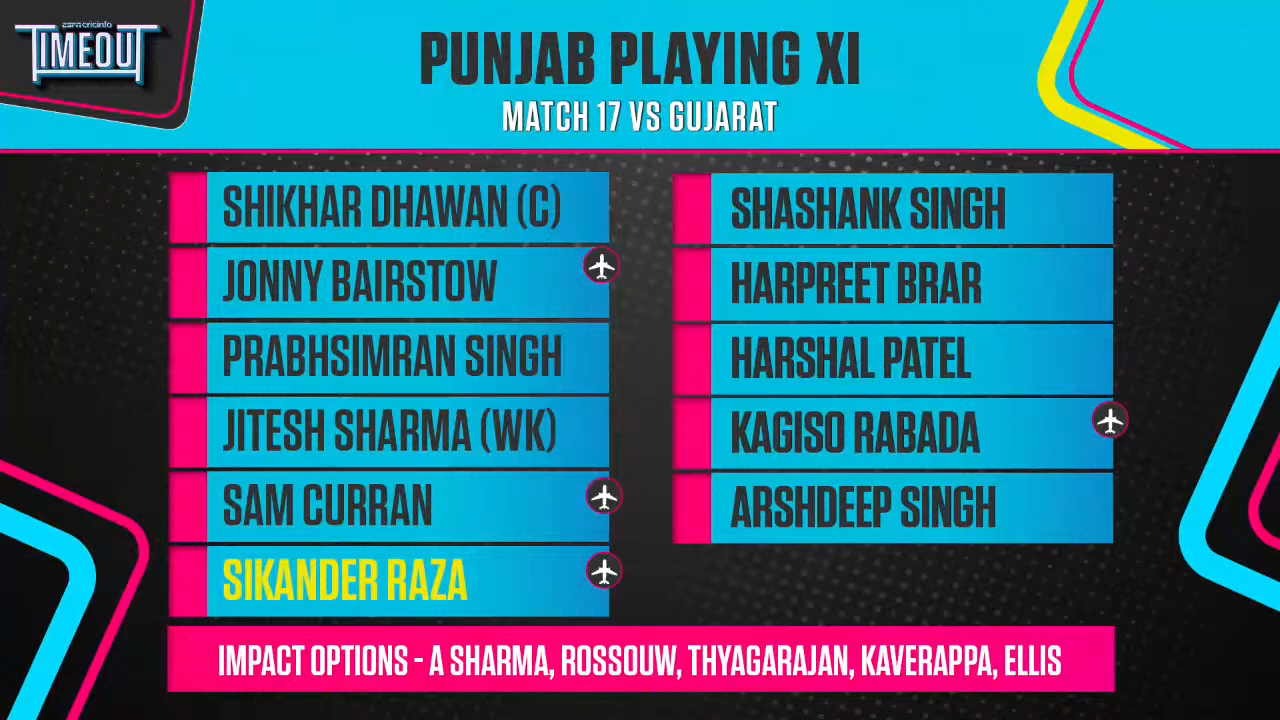 ESPN cricinfo
TIMEOUT
PUNJAB PLAYING XI
MATCH 17 VS GUJARAT
SHIKHAR DHAWAN (C)
JONNY BAIRSTOW
PRABHSIMRAN SINGH
JITESH SHARMA (WK)
SAM CURRAN
SIKANDER RAZA
SHASHANK SINGH
HARPREET BRAR
HARSHAL PATEL
KAGISO RABADA
ARSHDEEP SINGH
IMPACT OPTIONS - A SHARMA, ROSSOUW, THYAGARAJAN, KAVERAPPA, ELLIS